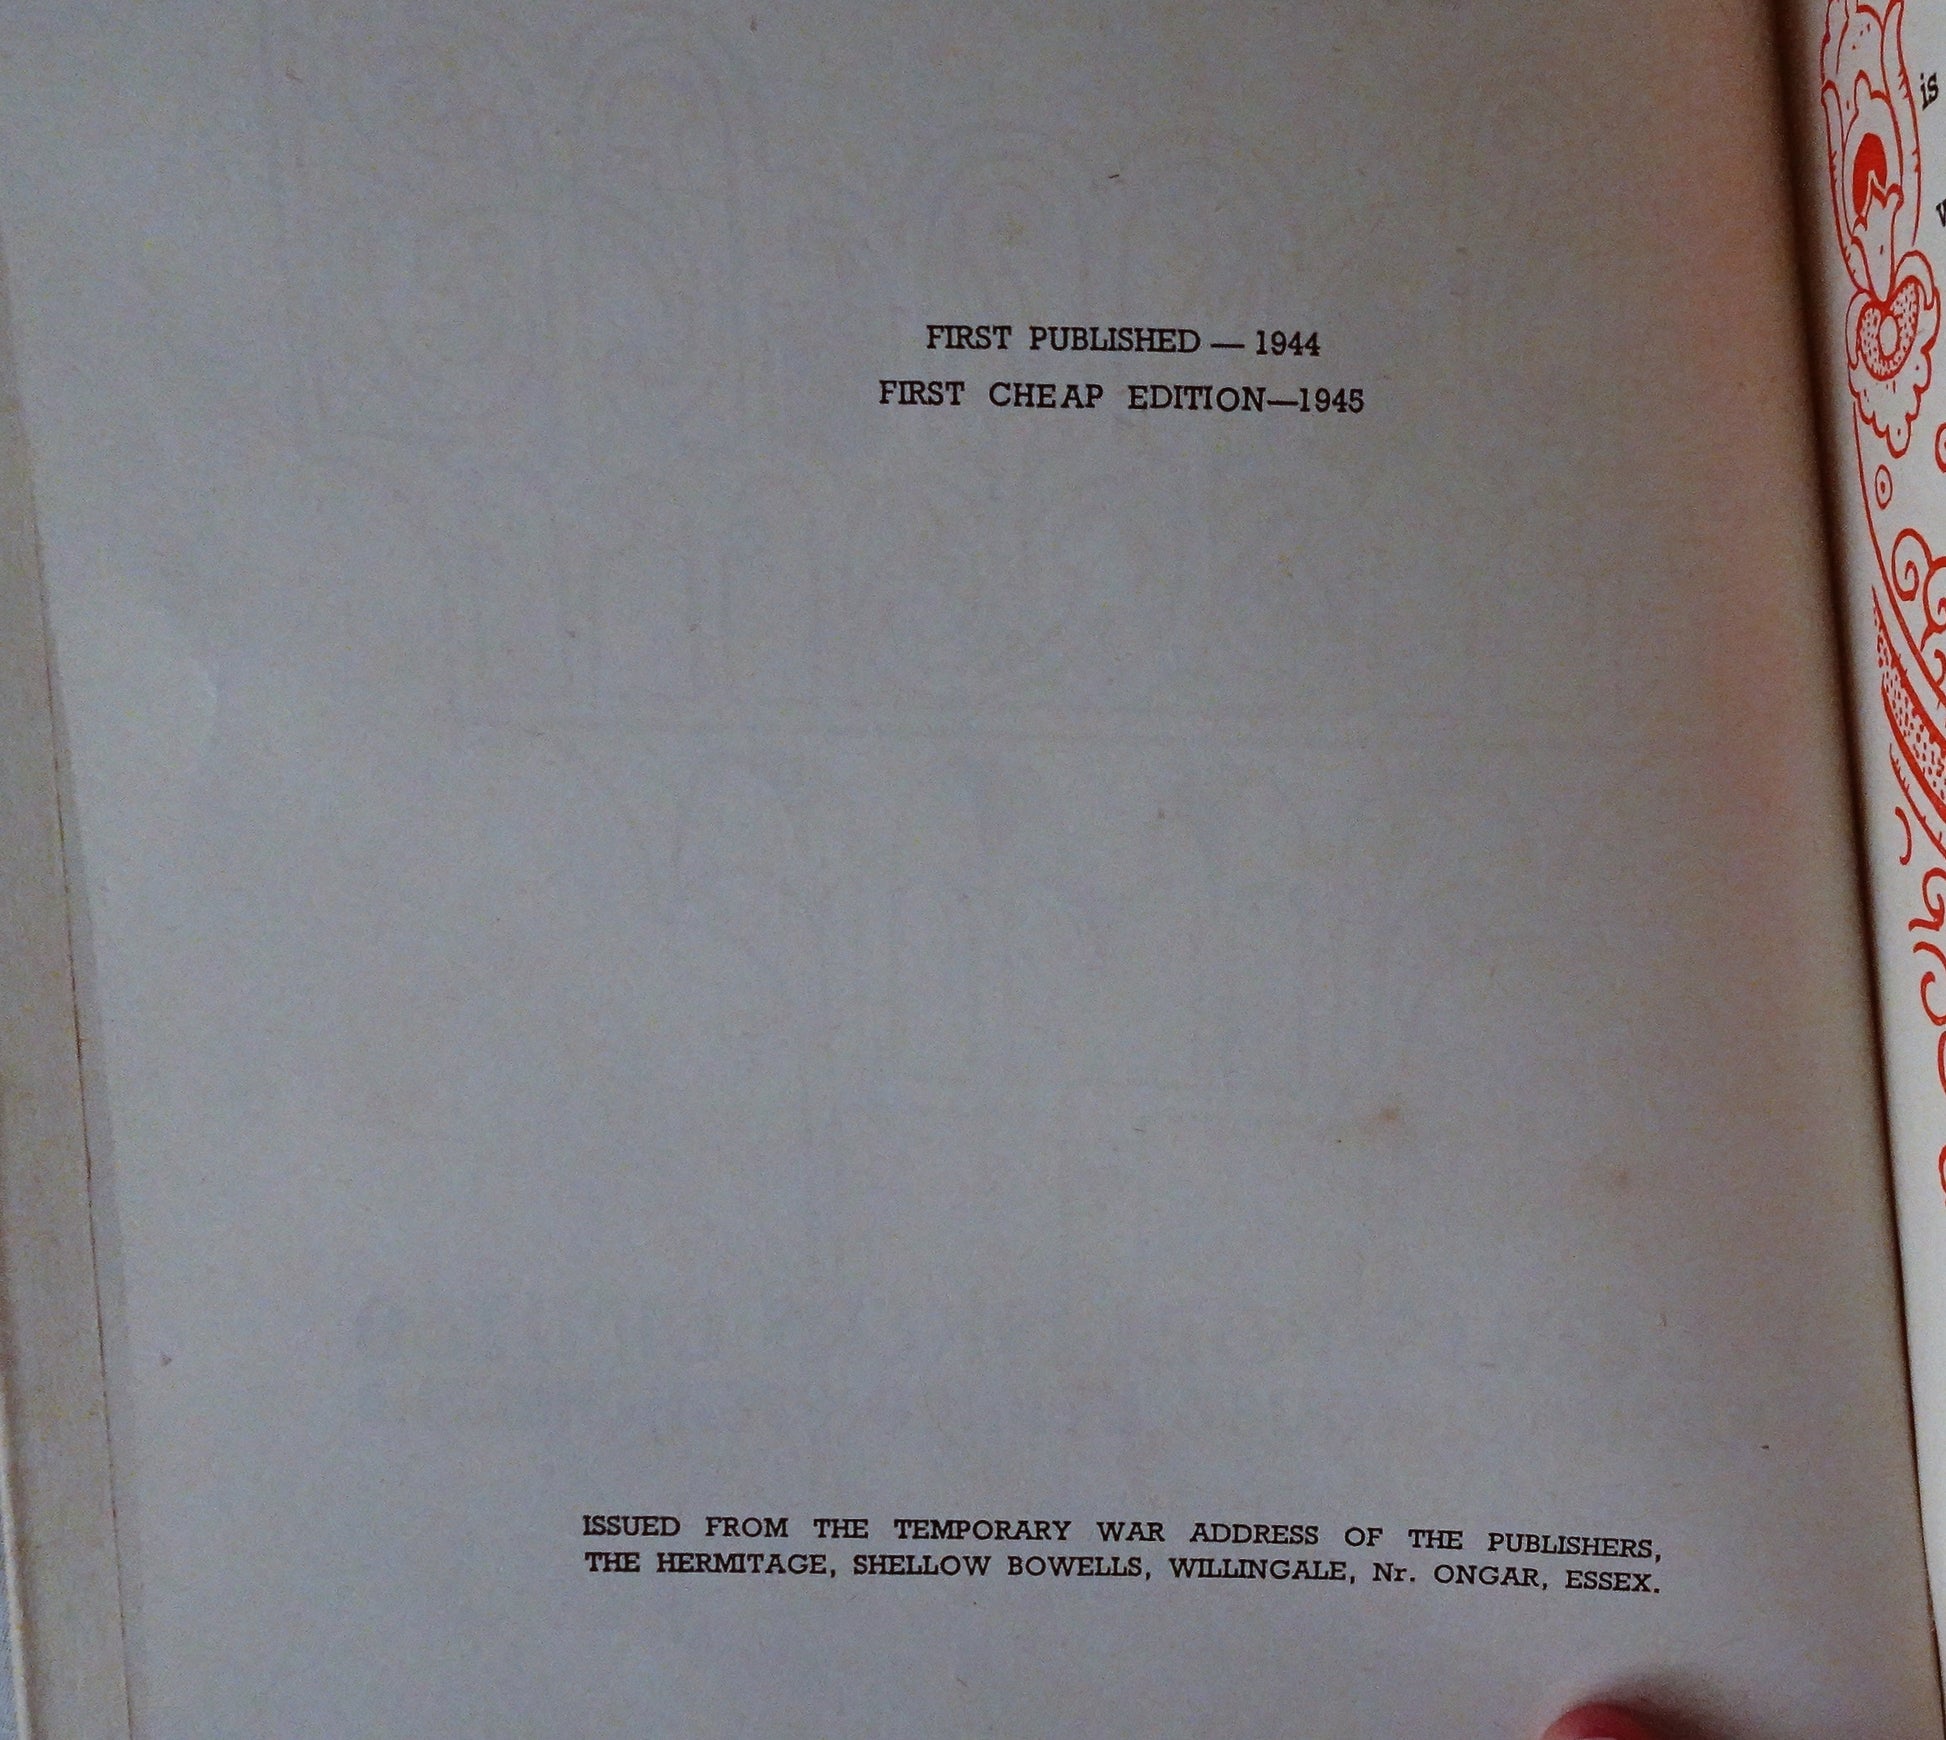 FIRST PUBLISHED — 1944
FIRST CHEAP EDITION—1945
ISSUED FROM THE TEMPORARY WAR ADDRESS OF THE PUBLISHERS,
THE HERMITAGE, SHELLOW BOWELLS, WILLINGALE, Nr. ONGAR, ESSEX.
is